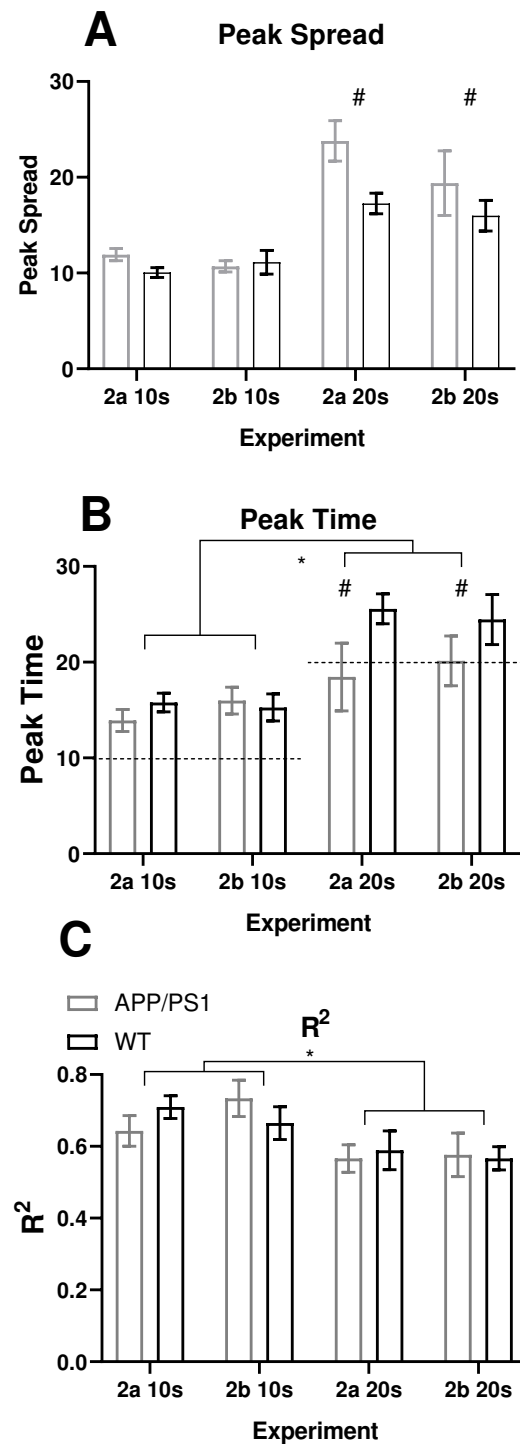 A
Peak Spread
Peak Spread
30
20
10
0
# #
2a 10s 2b 10s 2a 20s 2b 20s
Experiment
B
Peak Time
Peak Time
30
20
10
0
*
# #
2a 10s 2b 10s 2a 20s 2b 20s
Experiment
C
APP/PS1
WT
R²
*
R²
0.8
0.6
0.4
0.2
0.0
2a 10s 2b 10s 2a 20s 2b 20s
Experiment